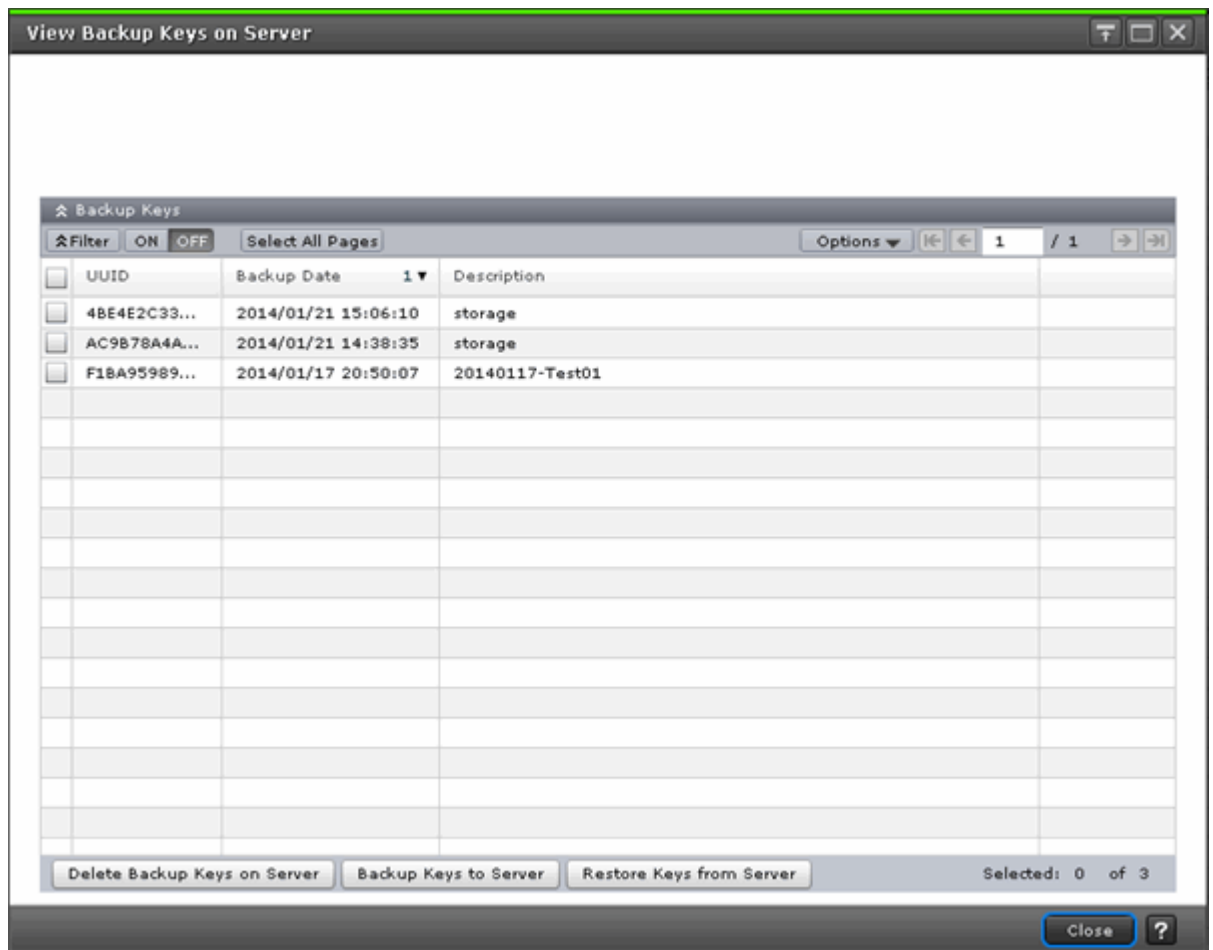 View Backup Keys on Server
Backup Keys
Filter ON OFF Select All Pages Options 1 / 1
UUID Backup Date 1 Description
4BE4E2C33... 2014/01/21 15:06:10 storage
AC9B78A4A... 2014/01/21 14:38:35 storage
F1BA95989... 2014/01/17 20:50:07 20140117-Test01
Delete Backup Keys on Server Backup Keys to Server Restore Keys from Server Selected: 0 of 3
Close ?